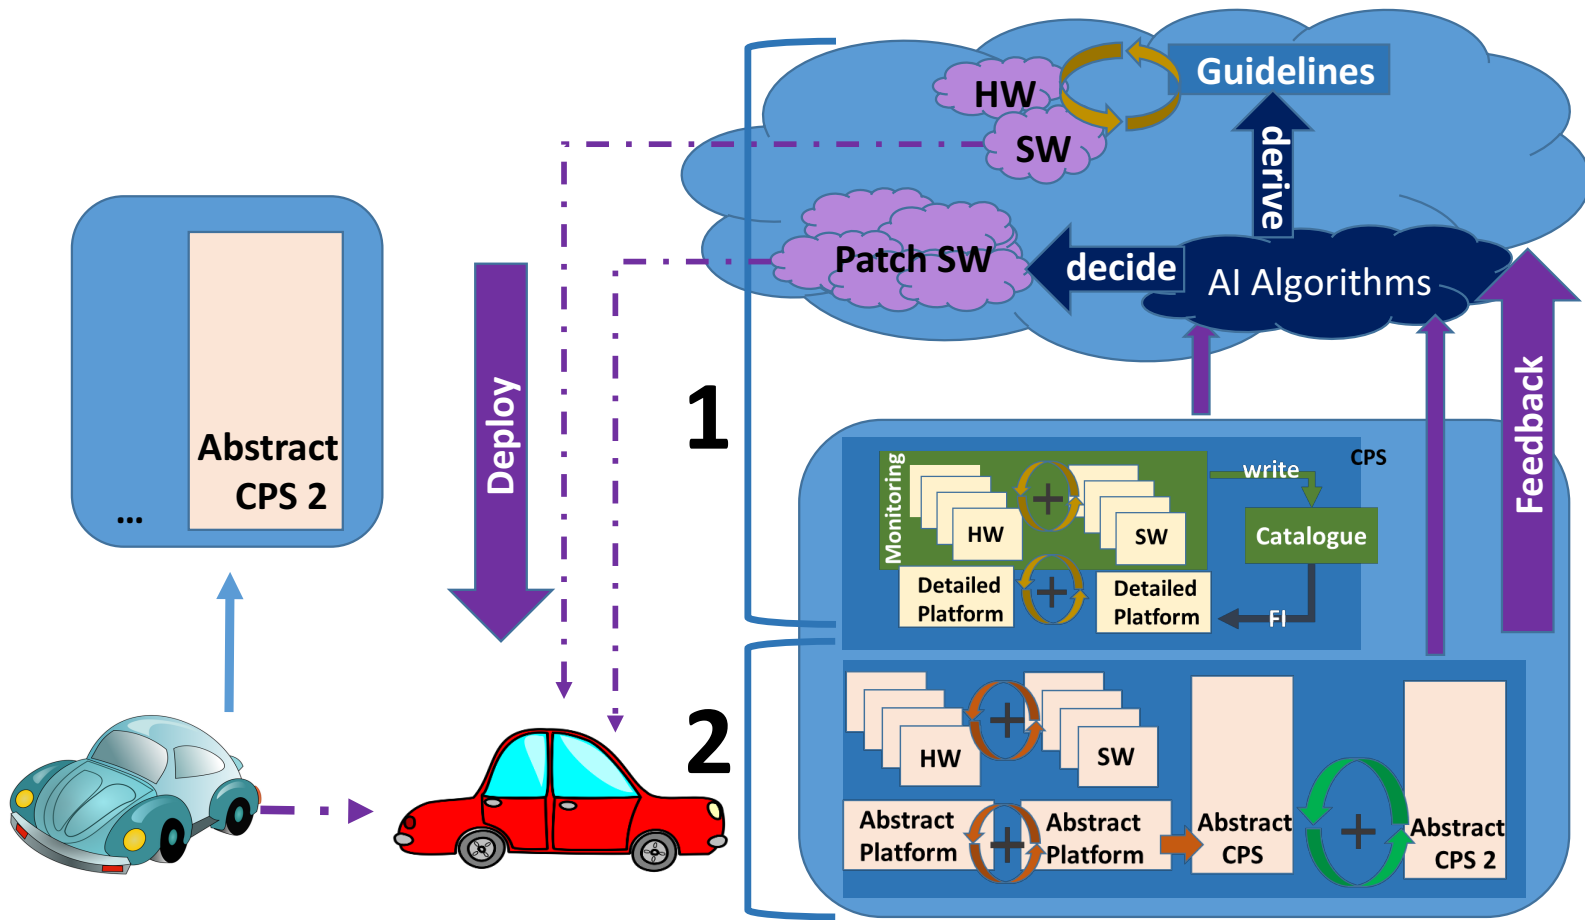 Guidelines
HW
SW
derive
Patch SW
decide
AI Algorithms
Abstract
CPS 2
...
Deploy
1
Feedback
CPS
Monitoring
write
HW
SW
Catalogue
Detailed
Platform
Detailed
Platform
FI
2
HW
SW
Abstract
Platform
Abstract
Platform
Abstract
CPS
Abstract
CPS 2